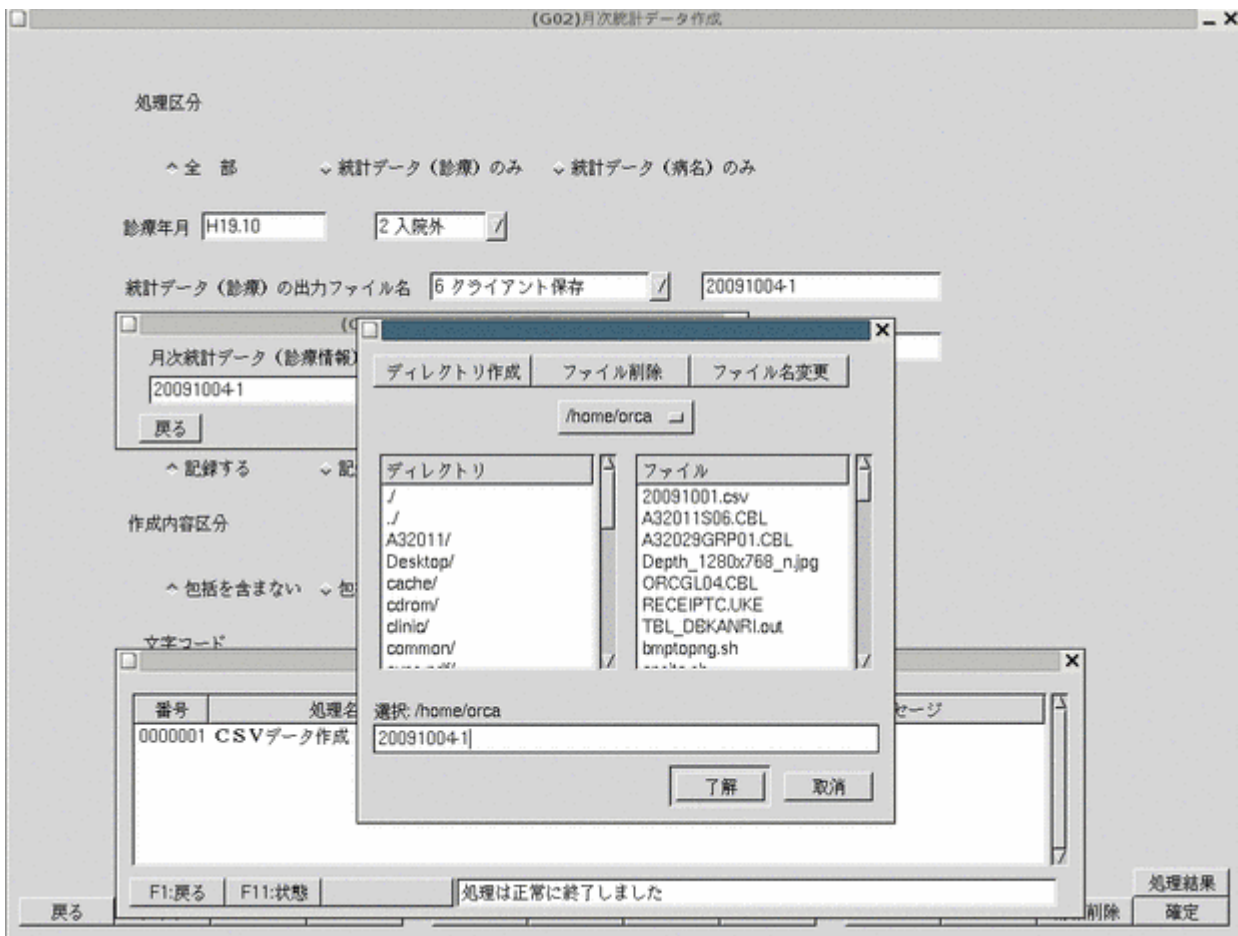 (G02)月次統計データ作成
処理区分
全 部 統計データ（診療）のみ 統計データ（病名）のみ
診療年月 H19.10 2 入院外
統計データ（診療）の出力ファイル名 6 クライアント保存 20091004-1
月次統計データ（診療情報）
20091004-1
戻る
記録する
作成内容区分
包括を含まない
文字コード
ディレクトリ作成 ファイル削除 ファイル名変更
/home/orca
ディレクトリ
./
../
A32011/
Desktop/
cache/
cdrom/
clinic/
common/
ファイル
20091001.csv
A32011S06.CBL
A32029GRP01.CBL
Depth_1280x768_n.jpg
ORCGL04.CBL
RECEIPTC.UKE
TBL_DBKANRI.out
bmptopng.sh
選択: /home/orca
20091004-1
了解 取消
番号 処理名 セージ
0000001 ＣＳＶデータ作成
F1:戻る F11:状態 処理は正常に終了しました
処理結果
戻る 削除 確定